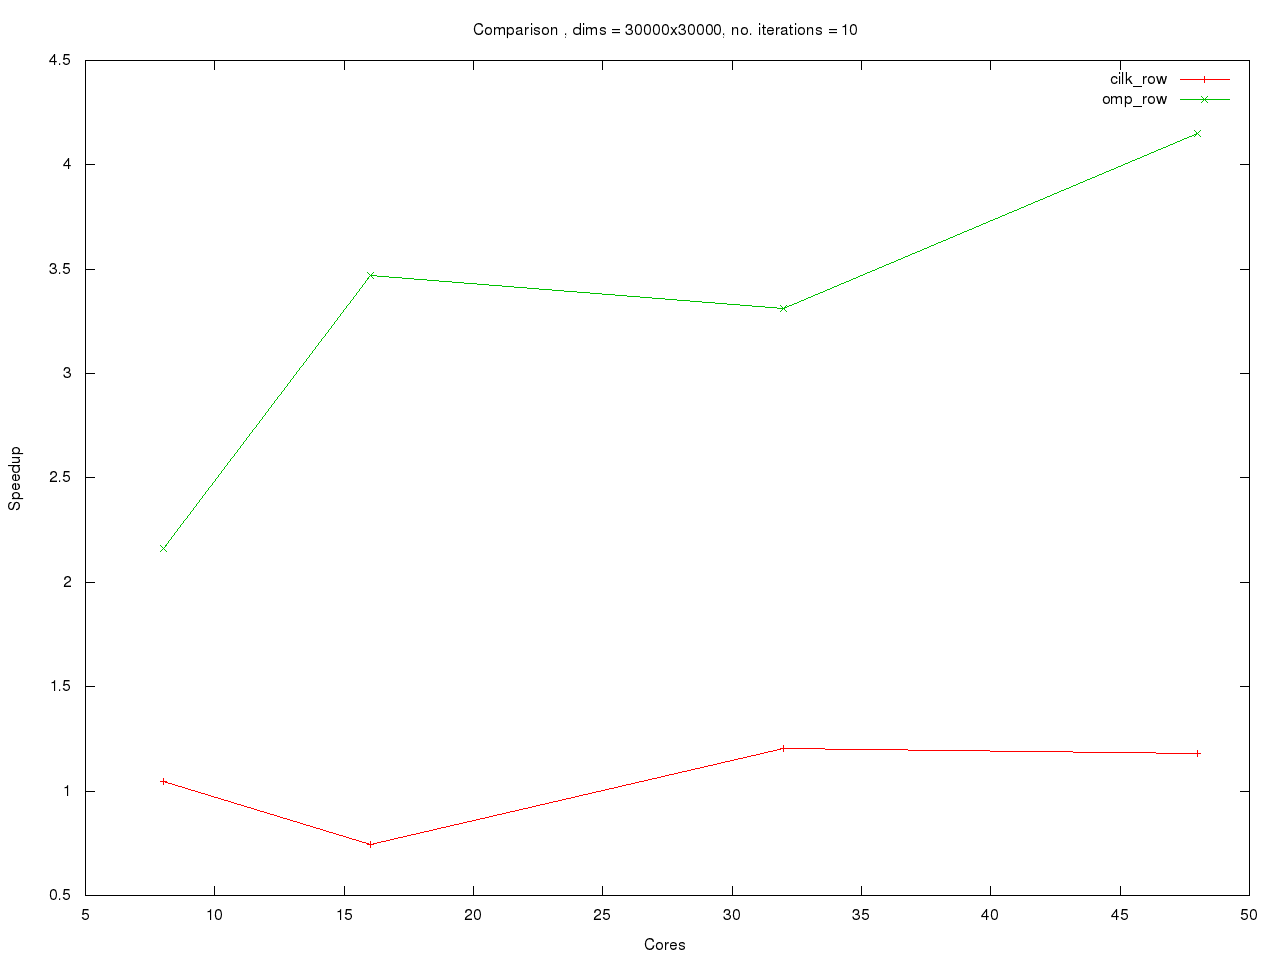 Comparison , dims = 30000x30000, no. iterations = 10
cilk_row
omp_row
4.5
4
3.5
3
2.5
2
1.5
1
0.5
Speedup
5 10 15 20 25 30 35 40 45 50
Cores